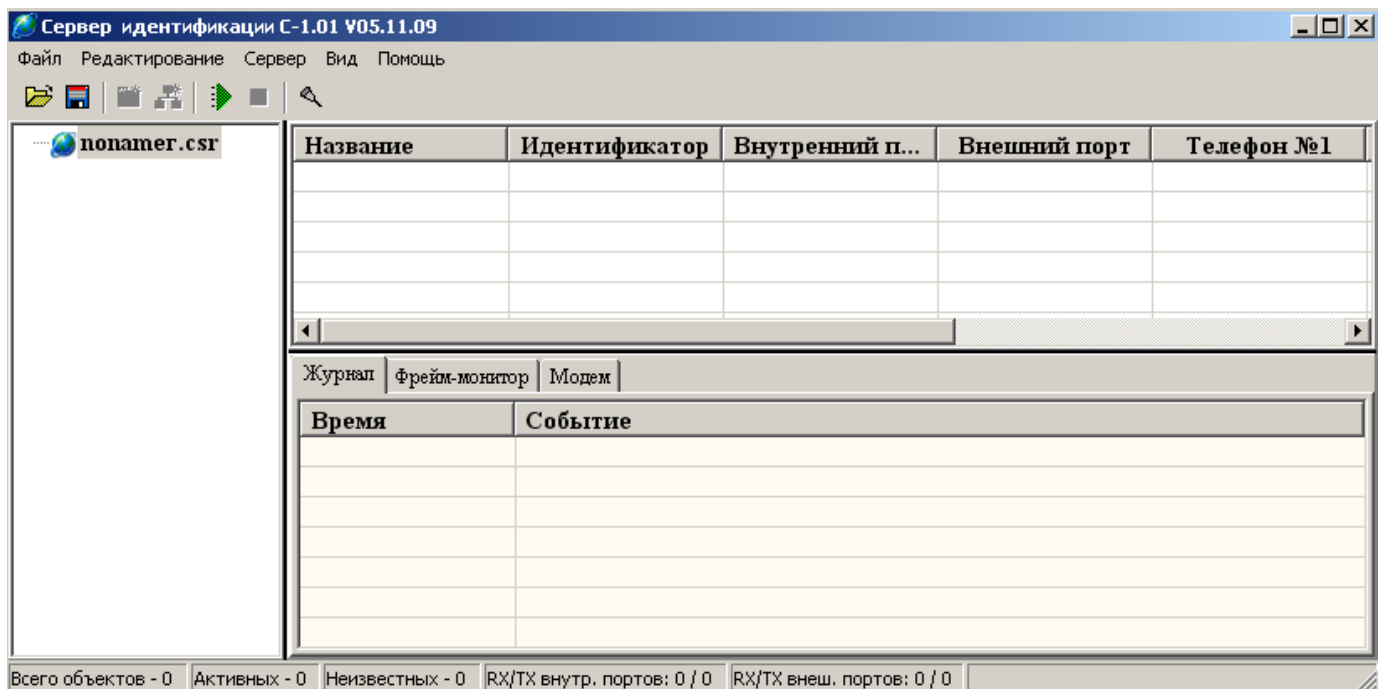 Сервер идентификации С-1.01 V05.11.09
Файл Редактирование Сервер Вид Помощь
nonamer.csr
Название Идентификатор Внутренний п... Внешний порт Телефон №1
Журнал Фрейм-монитор Модем
Время Событие
Всего объектов - 0 Активных - 0 Неизвестных - 0 RX/TX внутр. портов: 0 / 0 RX/TX внеш. портов: 0 / 0